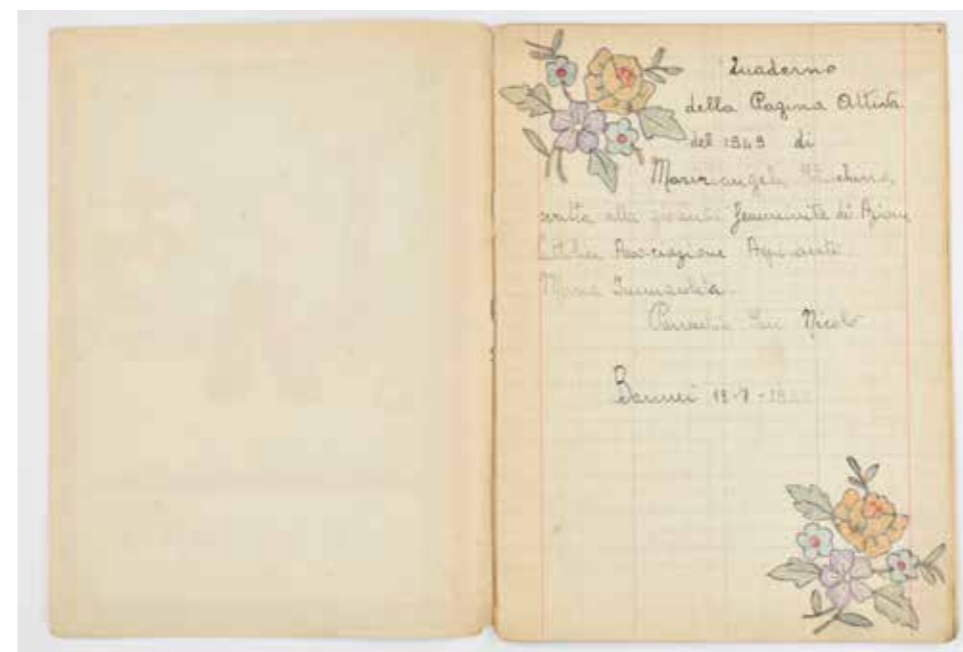 Quaderno
della Pagina Attiva
del 1949 di
Mariangela
scritta alla gioventù femminile di Azione
Cattolica Associazione Aspiranti
Maria Immacolata
Parrocchia San Nicolò
Bannei 19-7-19